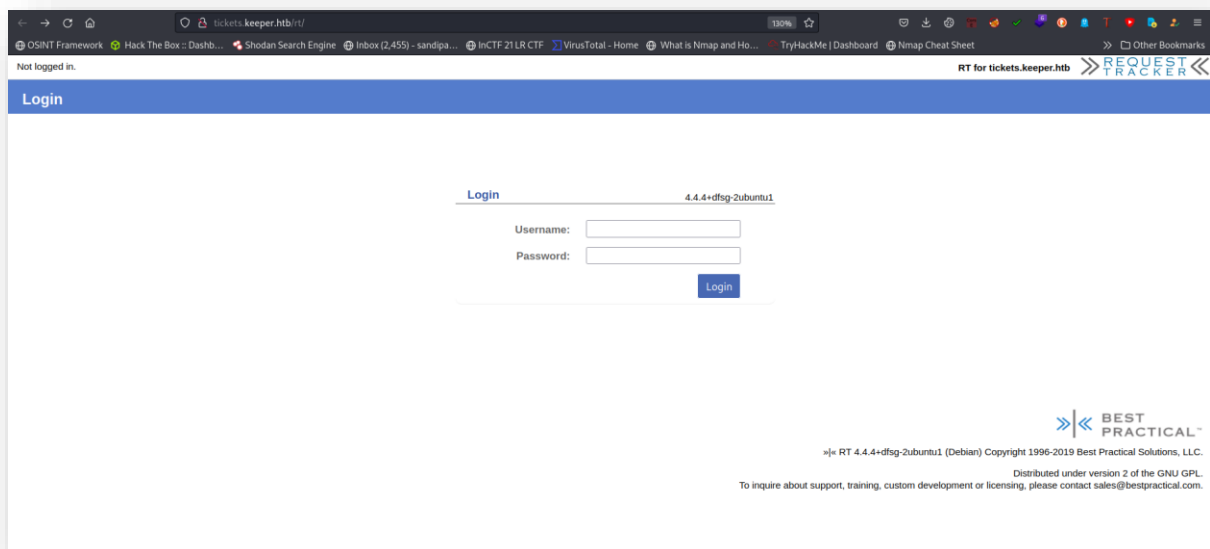 tickets.keeper.htb/rt/ 130%
OSINT Framework Hack The Box :: Dashb... Shodan Search Engine Inbox (2,455) - sandipa... InCTF 21 LR CTF VirusTotal - Home What is Nmap and Ho... TryHackMe | Dashboard Nmap Cheat Sheet >> Other Bookmarks
Not logged in. RT for tickets.keeper.htb REQUEST TRACKER
Login
Login 4.4.4+dfsg-2ubuntu1
Username:
Password:
Login
BEST
PRACTICAL™
»|« RT 4.4.4+dfsg-2ubuntu1 (Debian) Copyright 1996-2019 Best Practical Solutions, LLC.
Distributed under version 2 of the GNU GPL.
To inquire about support, training, custom development or licensing, please contact sales@bestpractical.com.